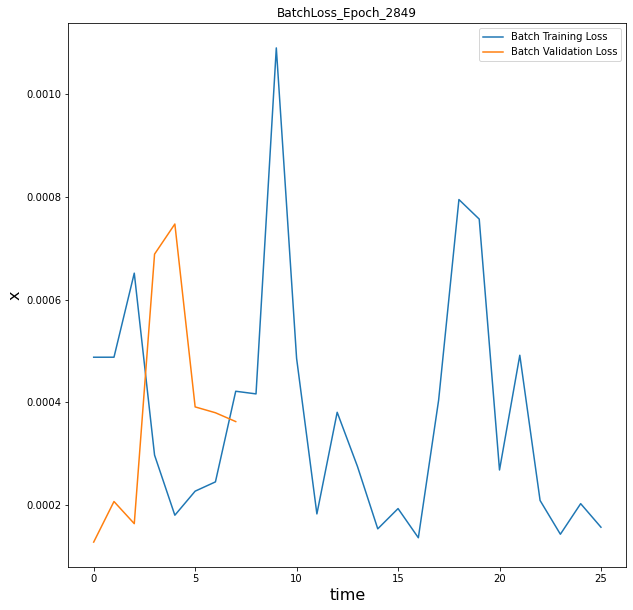 BatchLoss_Epoch_2849
Batch Training Loss
Batch Validation Loss
0.0010
0.0008
0.0006
0.0004
0.0002
x
0 5 10 15 20 25
time